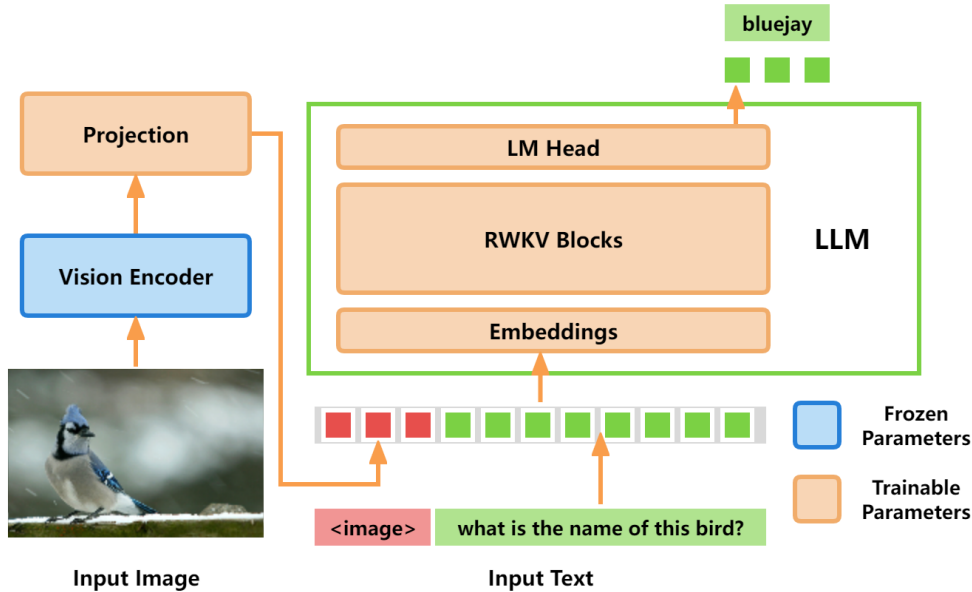 bluejay
Projection
LM Head
RWKV Blocks
LLM
Vision Encoder
Embeddings
Frozen
Parameters
Trainable
Parameters
<image>
what is the name of this bird?
Input Image
Input Text